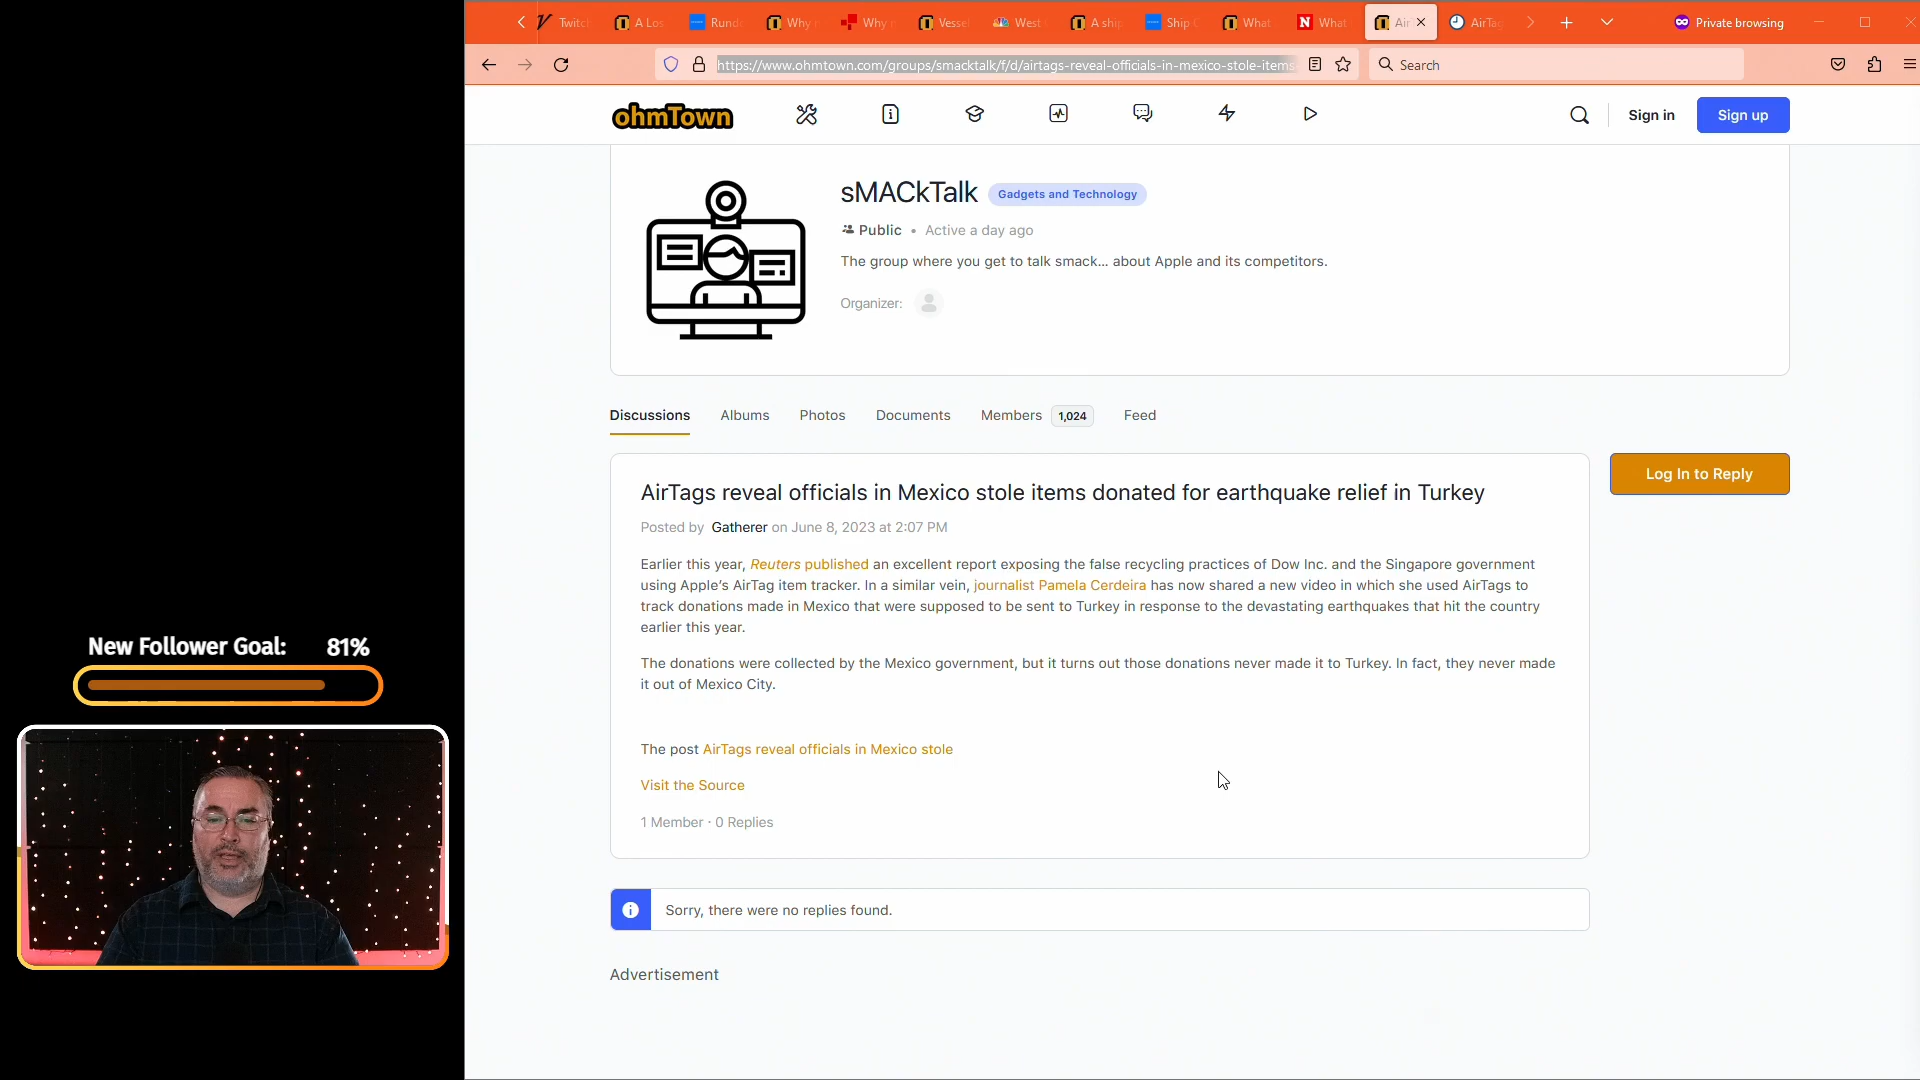 Twitch
A Los
Rund
Why
Why
Vesse
West
A ship
Ship
What
What
Air
AirTag
Private browsing
https://www.ohmtown.com/groups/smacktalk/f/d/airtags-reveal-officials-in-mexico-stole-items
Search
ohmTown
Sign in
Sign up
sMACkTalk
Gadgets and Technology
Public • Active a day ago
The group where you get to talk smack... about Apple and its competitors.
Organizer:
Discussions
Albums
Photos
Documents
Members 1,024
Feed
AirTags reveal officials in Mexico stole items donated for earthquake relief in Turkey
Log In to Reply
Posted by Gatherer on June 8, 2023 at 2:07 PM
Earlier this year, Reuters published an excellent report exposing the false recycling practices of Dow Inc. and the Singapore government
using Apple's AirTag item tracker. In a similar vein, journalist Pamela Cerdeira has now shared a new video in which she used AirTags to
track donations made in Mexico that were supposed to be sent to Turkey in response to the devastating earthquakes that hit the country
earlier this year.
The donations were collected by the Mexico government, but it turns out those donations never made it to Turkey. In fact, they never made
it out of Mexico City.
The post AirTags reveal officials in Mexico stole
Visit the Source
1 Member · 0 Replies
Sorry, there were no replies found.
Advertisement
New Follower Goal: 81%